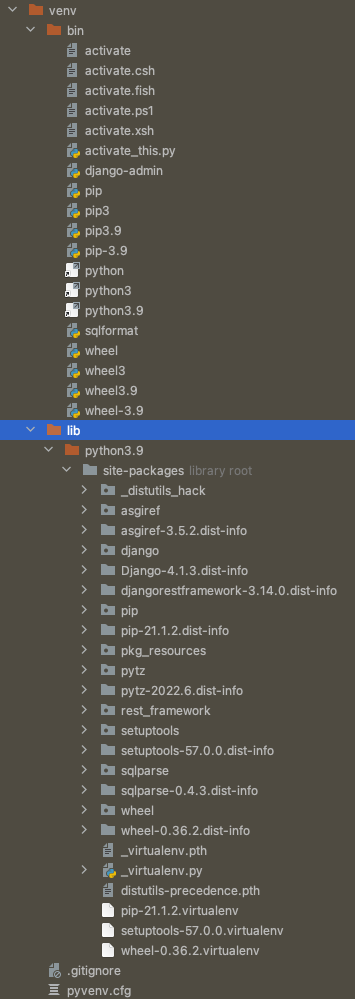 venv
bin
activate
activate.csh
activate.fish
activate.ps1
activate.xsh
activate_this.py
django-admin
pip
pip3
pip3.9
pip-3.9
python
python3
python3.9
sqlformat
wheel
wheel3
wheel3.9
wheel-3.9
lib
python3.9
site-packages library root
_distutils_hack
asgiref
asgiref-3.5.2.dist-info
django
Django-4.1.3.dist-info
djangorestframework-3.14.0.dist-info
pip
pip-21.1.2.dist-info
pkg_resources
pytz
pytz-2022.6.dist-info
rest_framework
setuptools
setuptools-57.0.0.dist-info
sqlparse
sqlparse-0.4.3.dist-info
wheel
wheel-0.36.2.dist-info
_virtualenv.pth
_virtualenv.py
distutils-precedence.pth
pip-21.1.2.virtualenv
setuptools-57.0.0.virtualenv
wheel-0.36.2.virtualenv
.gitignore
pyvenv.cfg